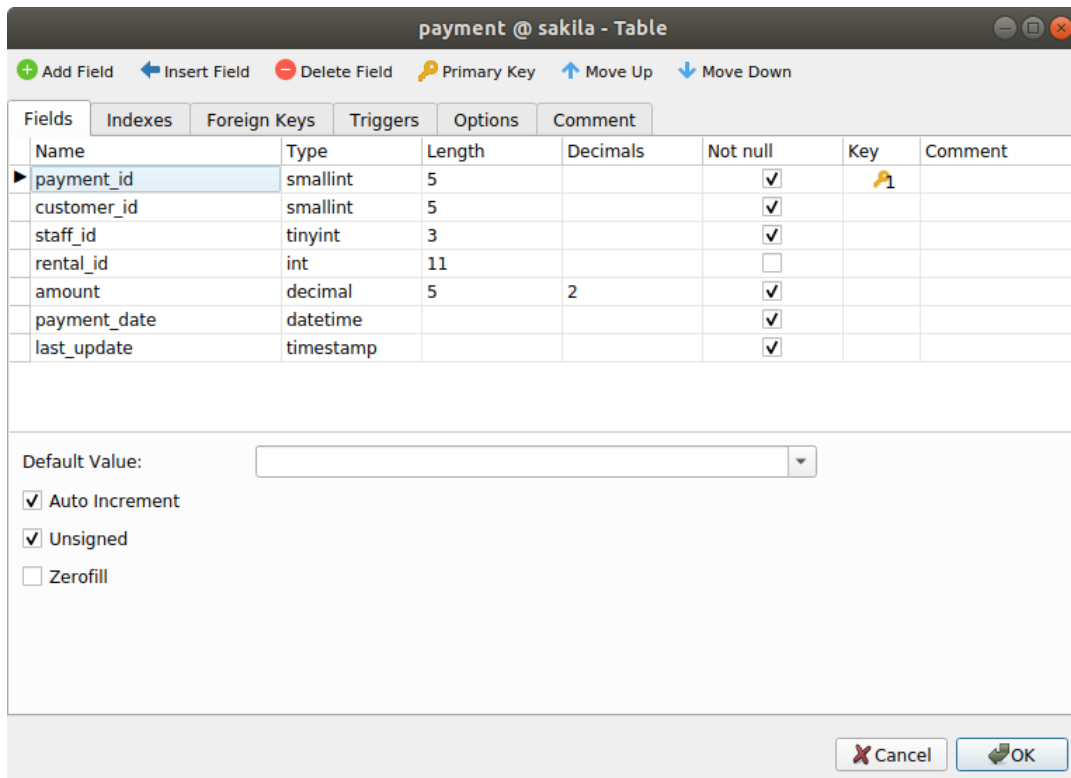 payment @ sakila - Table
Add Field Insert Field Delete Field Primary Key Move Up Move Down
Fields Indexes Foreign Keys Triggers Options Comment
Name Type Length Decimals Not null Key Comment
payment_id smallint 5 1
customer_id smallint 5
staff_id tinyint 3
rental_id int 11
amount decimal 5 2
payment_date datetime
last_update timestamp
Default Value:
Auto Increment
Unsigned
Zerofill
Cancel OK